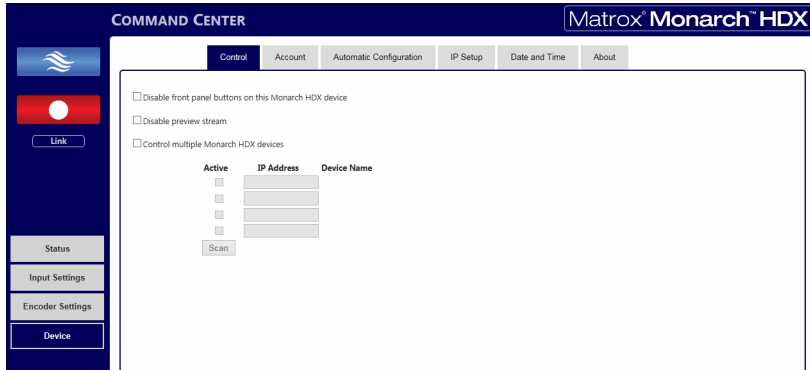 COMMAND CENTER
Matrox® Monarch™ HDX
Control Account Automatic Configuration IP Setup Date and Time About
Link
Disable front panel buttons on this Monarch HDX device
Disable preview stream
Control multiple Monarch HDX devices
Active IP Address Device Name
Scan
Status
Input Settings
Encoder Settings
Device